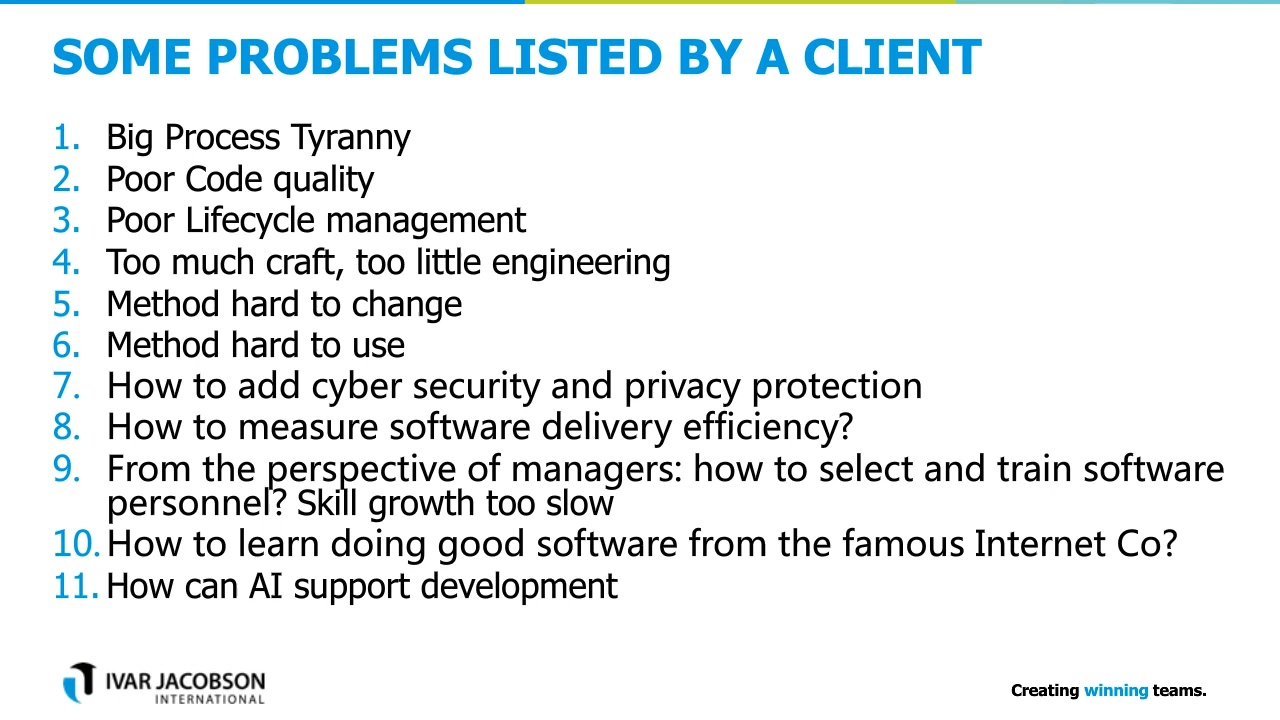 SOME PROBLEMS LISTED BY A CLIENT
1. Big Process Tyranny
2. Poor Code quality
3. Poor Lifecycle management
4. Too much craft, too little engineering
5. Method hard to change
6. Method hard to use
7. How to add cyber security and privacy protection
8. How to measure software delivery efficiency?
9. From the perspective of managers: how to select and train software
personnel? Skill growth too slow
10. How to learn doing good software from the famous Internet Co?
11. How can AI support development
IVAR JACOBSON
INTERNATIONAL
Creating winning teams.